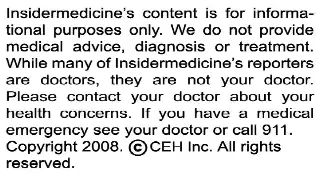 Insidermedicine's content is for informa-
tional purposes only. We do not provide
medical advice, diagnosis or treatment.
While many of Insidermedicine's reporters
are doctors, they are not your doctor.
Please contact your doctor about your
health concerns. If you have a medical
emergency see your doctor or call 911.
Copyright 2008. ©CEH Inc. All rights
reserved.